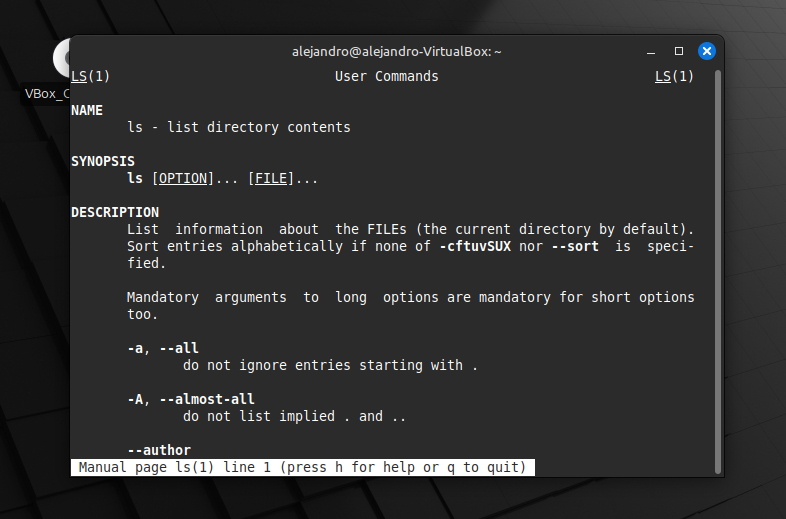 alejandro@alejandro-VirtualBox: ~
VBox_
LS(1) User Commands LS(1)
NAME
ls - list directory contents
SYNOPSIS
ls [OPTION]... [FILE]...
DESCRIPTION
List information about the FILEs (the current directory by default).
Sort entries alphabetically if none of -cftuvSUX nor --sort is speci-
fied.
Mandatory arguments to long options are mandatory for short options
too.
-a, --all
do not ignore entries starting with .
-A, --almost-all
do not list implied . and ..
--author
Manual page ls(1) line 1 (press h for help or q to quit)